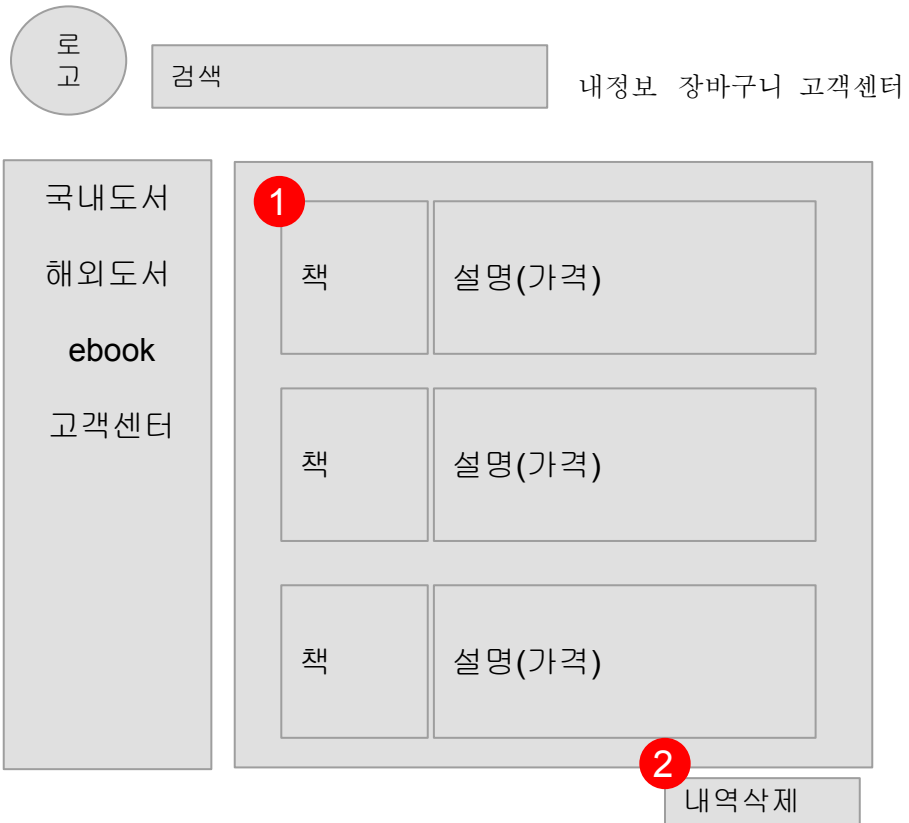 로
고
검색
내정보 장바구니 고객센터
국내도서
해외도서
ebook
고객센터
1
책
설명(가격)
책
설명(가격)
책
설명(가격)
2
내역삭제